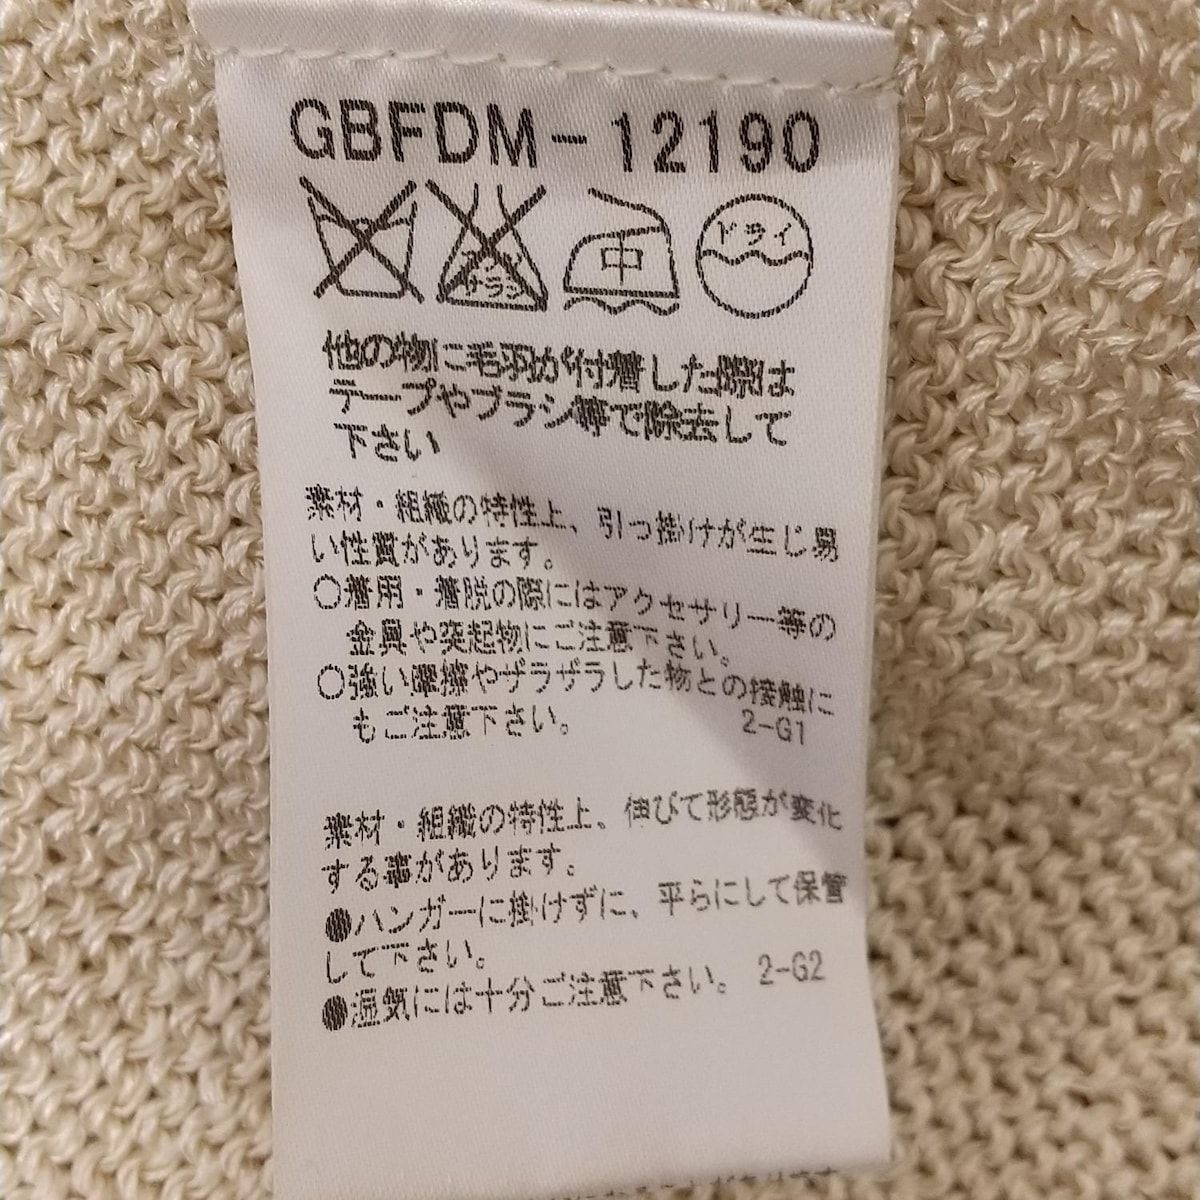 GBFDM-12190
エンソ
サラシ
中
ドライ
他の物に毛羽が付着した際は
テープやブラシ等で除去して
下さい
素材・組織の特性上、引っ掛けが生じ易
い性質があります。
○着用・着脱の際にはアクセサリー等の
金具や突起物にご注意下さい。
○強い摩擦やザラザラした物との接触に
もご注意下さい。
2-G1
素材・組織の特性上、伸びて形態が変化
する事があります。
●ハンガーに掛けずに、平らにして保管
して下さい。
●湿気には十分ご注意下さい。 2-G2